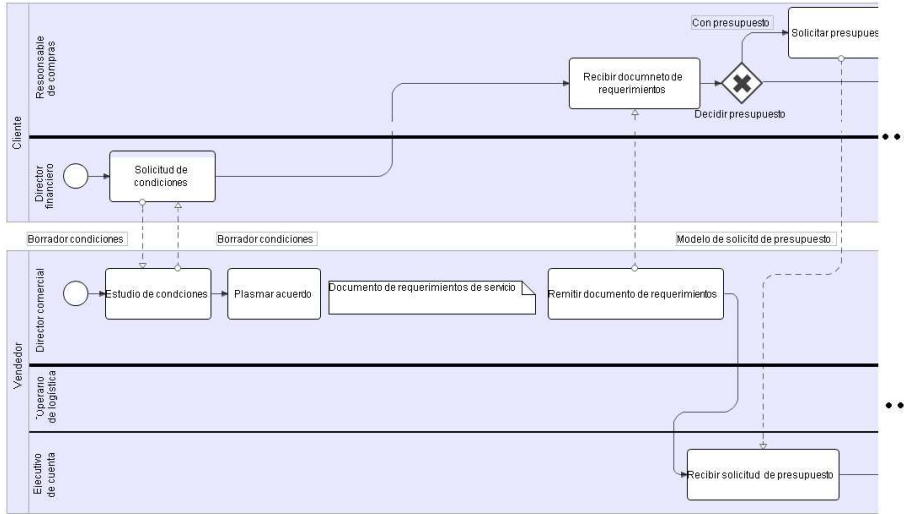 Cliente
Responsable
de compras
Con presupuesto
Solicitar presupues
Recibir documneto de
requerimientos
Decidir presupuesto
Director
financiero
Solicitud de
condiciones
Borrador condiciones
Borrador condiciones
Modelo de solicitd de presupuesto
Vendedor
Director comercial
Estudio de condciones
Plasmar acuerdo
Documento de requerimientos de servicio
Remitir documento de requerimientos
Operario
de logística
Ejecutivo
de cuenta
Recibir solicitud de presupuesto